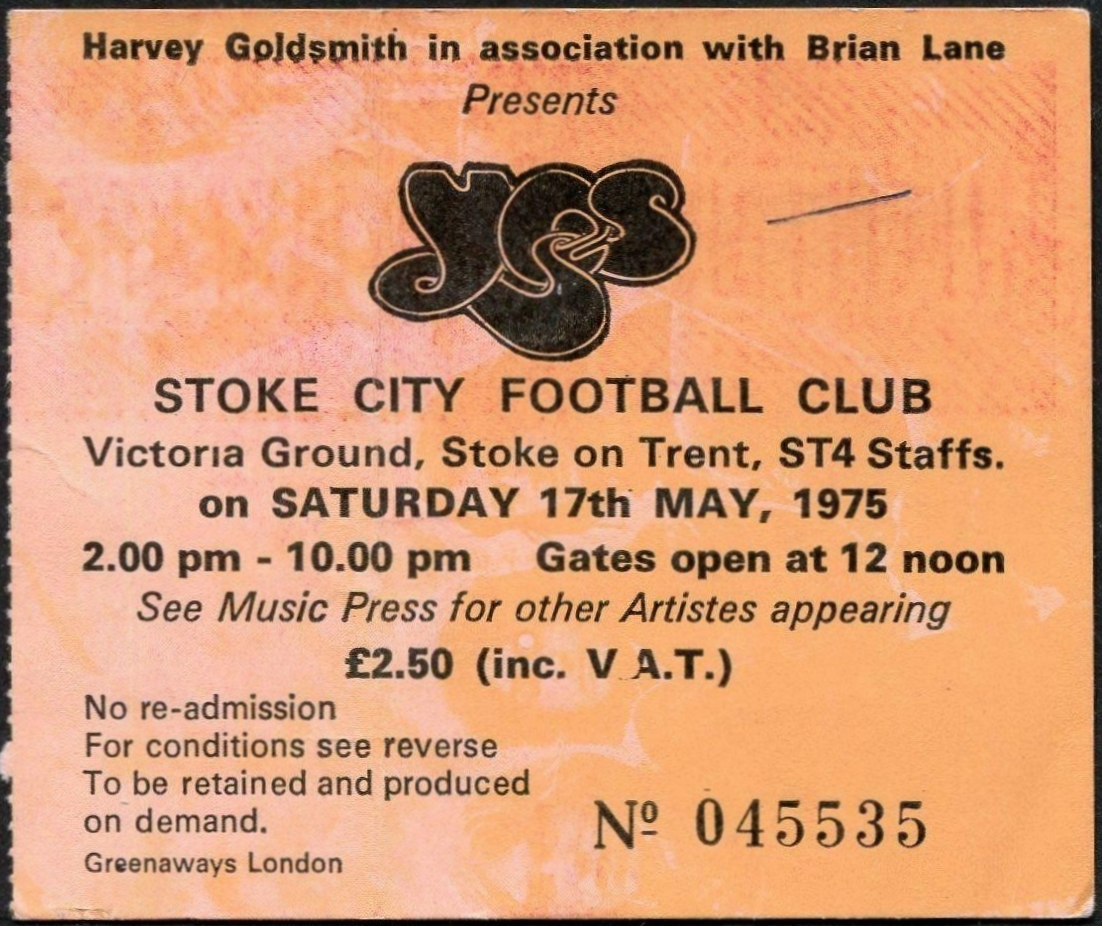 Harvey Goldsmith in association with Brian Lane
Presents
yes
STOKE CITY FOOTBALL CLUB
Victoria Ground, Stoke on Trent, ST4 Staffs.
on SATURDAY 17th MAY, 1975
2.00 pm - 10.00 pm Gates open at 12 noon
See Music Press for other Artistes appearing
£2.50 (inc. V A.T.)
No re-admission
For conditions see reverse
To be retained and produced
on demand.
Nº 045535
Greenaways London